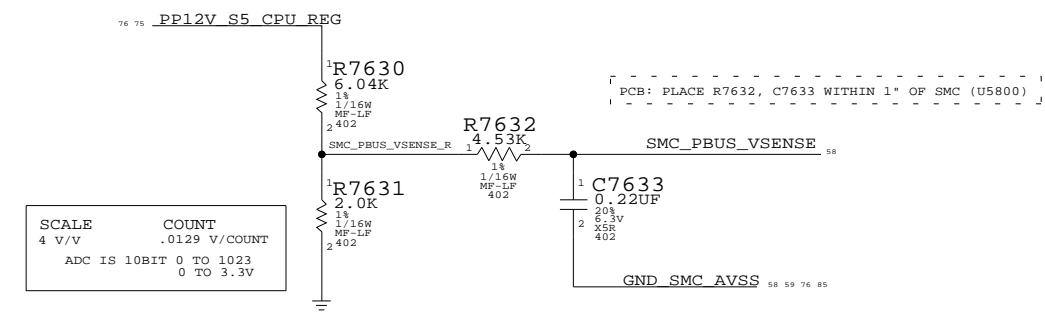 76 75 PP12V_S5_CPU_REG
1 R7630
6.04K
1%
1/16W
MF-LF
2 402
PCB: PLACE R7632, C7633 WITHIN 1" OF SMC (U5800)
SMC_PBUS_VSENSE_R
R7632
4.53K
1 2
1%
1/16W
MF-LF
402
SMC_PBUS_VSENSE 58
1 R7631
2.0K
1%
1/16W
MF-LF
2 402
1 C7633
0.22UF
20%
6.3V
2 X5R
402
GND_SMC_AVSS 58 59 76 85
SCALE COUNT
4 V/V .0129 V/COUNT
ADC IS 10BIT 0 TO 1023
0 TO 3.3V